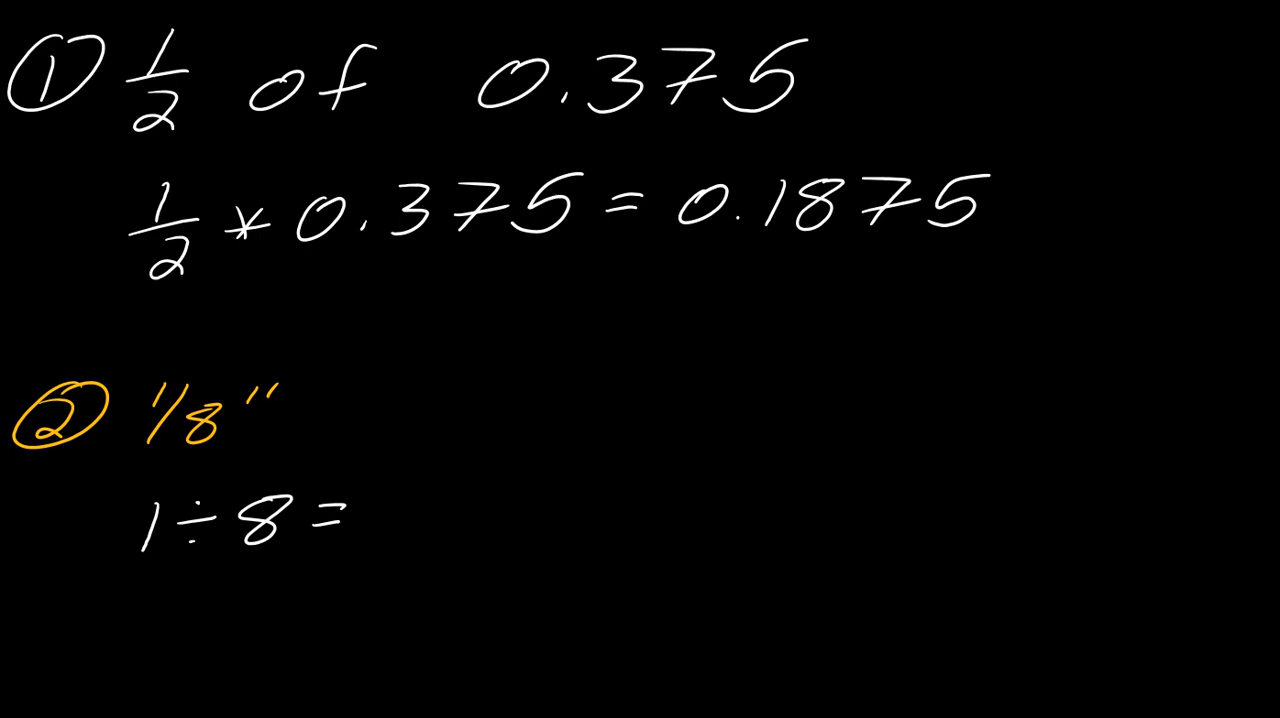 ① 1/2 of 0.375
1/2 * 0.375 = 0.1875
② 1/8"
1 ÷ 8 =